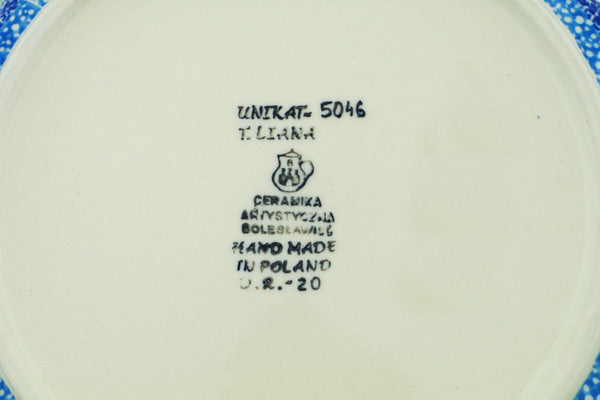 UNIKAT- 5046
T. LIANA
B
CERAMIKA
ARTYSTYCZNA
BOLESŁAWIEC
HAND MADE
IN POLAND
U.R.-20